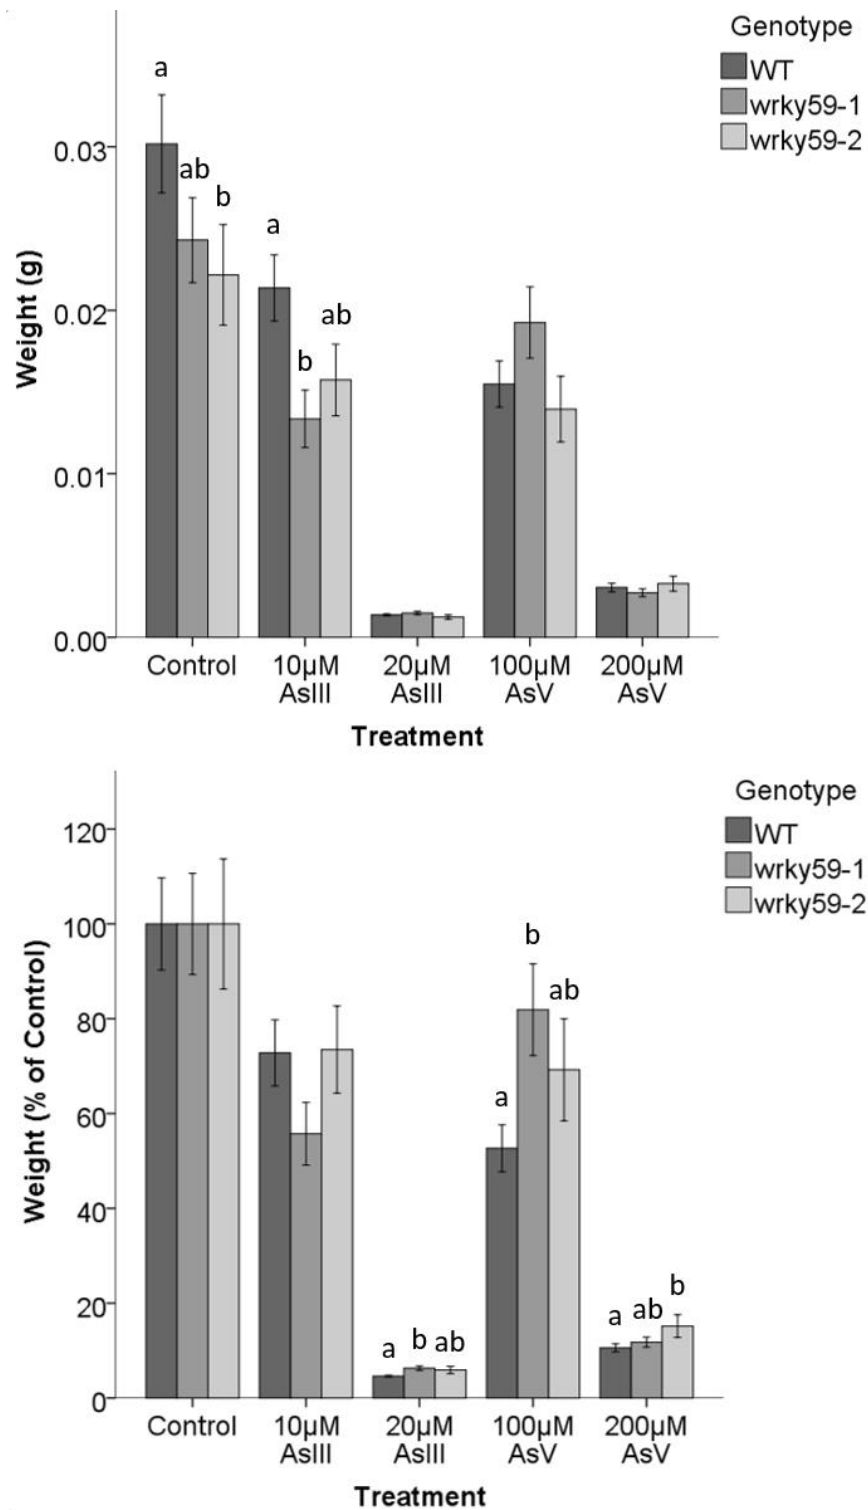 Genotype
WT
wrky59-1
wrky59-2
Weight (g)
0.03
0.02
0.01
0.00
a
ab
b
a
b
ab
Control
10µM
AsIII
20µM
AsIII
100µM
AsV
200µM
AsV
Treatment
Genotype
WT
wrky59-1
wrky59-2
Weight (% of Control)
120
100
80
60
40
20
0
a
b
ab
a
b
ab
a
ab
b
Control
10µM
AsIII
20µM
AsIII
100µM
AsV
200µM
AsV
Treatment